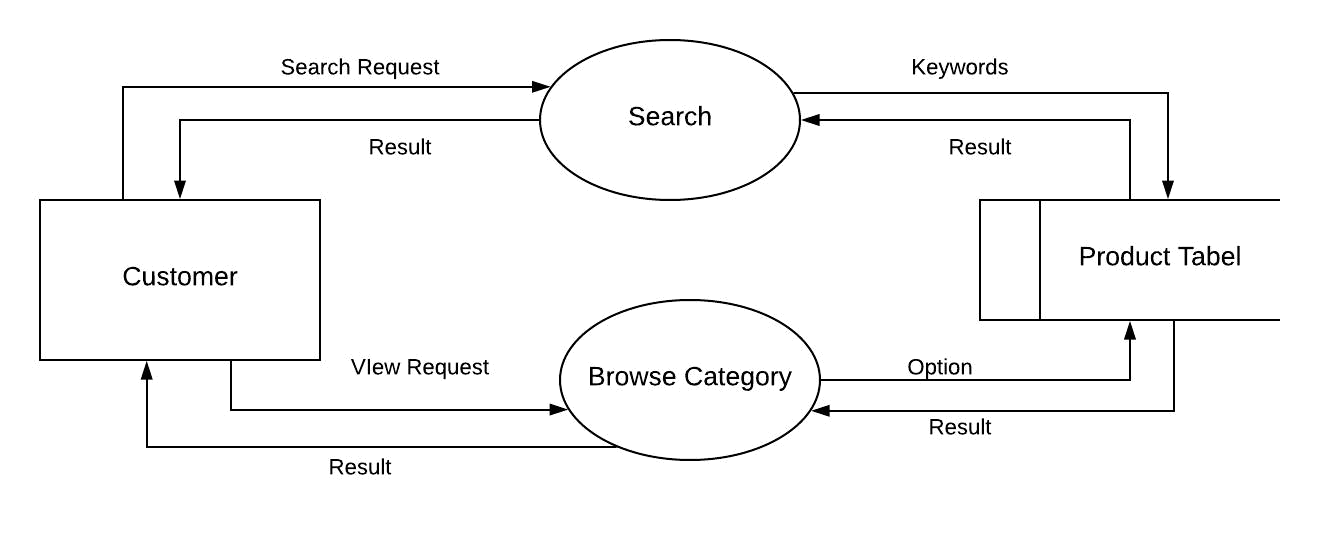 Search Request
Keywords
Search
Result
Result
Customer
Product Tabel
VIew Request
Browse Category
Option
Result
Result